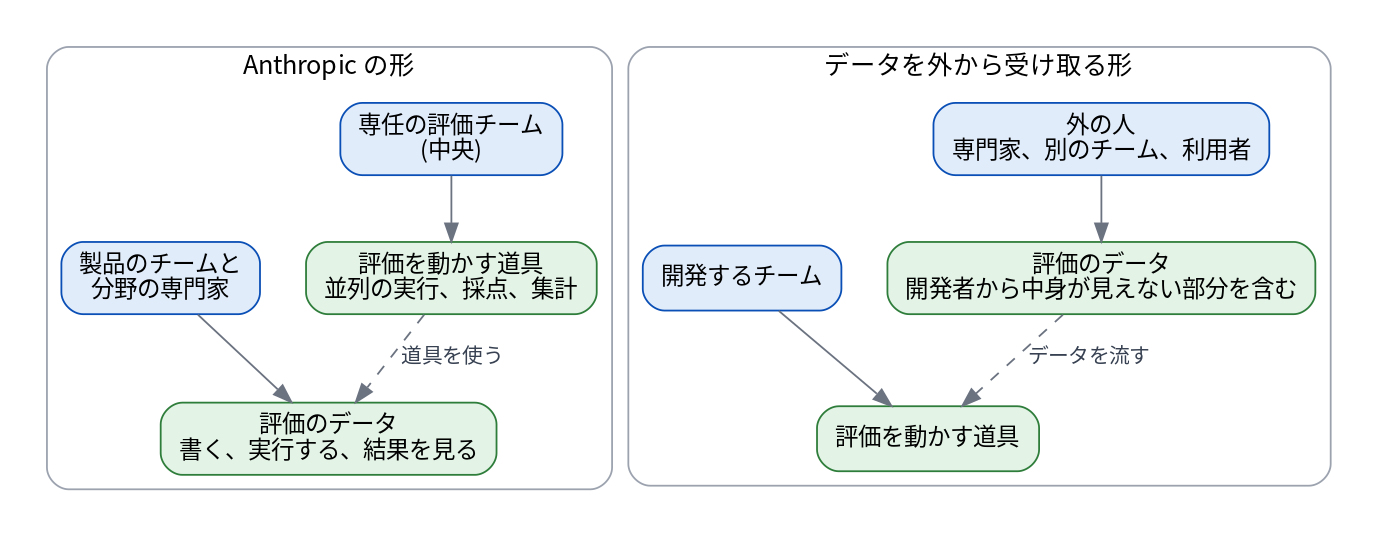 Anthropic の形
専任の評価チーム
(中央)
製品のチームと
分野の専門家
評価を動かす道具
並列の実行、採点、集計
道具を使う
評価のデータ
書く、実行する、結果を見る
データを外から受け取る形
外の人
専門家、別のチーム、利用者
開発するチーム
評価のデータ
開発者から中身が見えない部分を含む
データを流す
評価を動かす道具